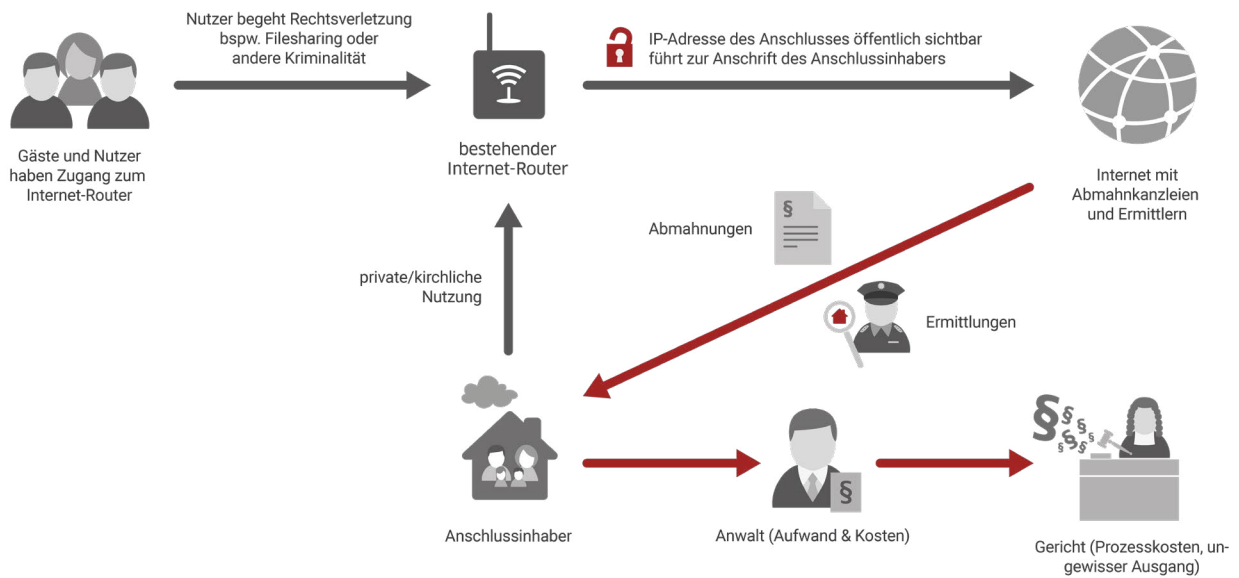 Nutzer begeht Rechtsverletzung
bspw. Filesharing oder
andere Kriminalität
IP-Adresse des Anschlusses öffentlich sichtbar
führt zur Anschrift des Anschlussinhabers
Gäste und Nutzer
haben Zugang zum
Internet-Router
bestehender
Internet-Router
Internet mit
Abmahnkanzleien
und Ermittlern
§
Abmahnungen
private/kirchliche
Nutzung
Ermittlungen
§
§
§
§
§
§
§
§
Anschlussinhaber
Anwalt (Aufwand & Kosten)
Gericht (Prozesskosten, un-
gewisser Ausgang)